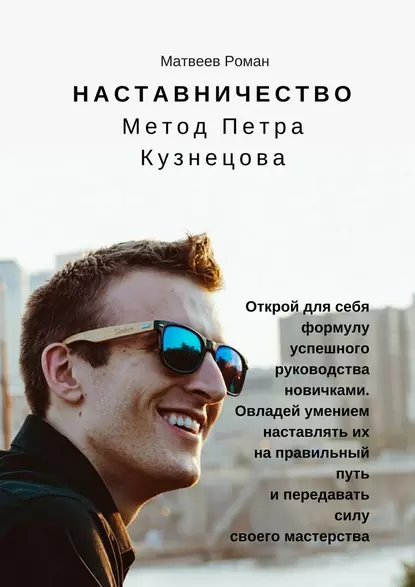 Матвеев Роман
НАСТАВНИЧЕСТВО
Метод Петра
Кузнецова
Открой для себя
формулу
успешного
руководства
новичками.
Овладей умением
наставлять их
на правильный
путь
и передавать
силу
своего мастерства